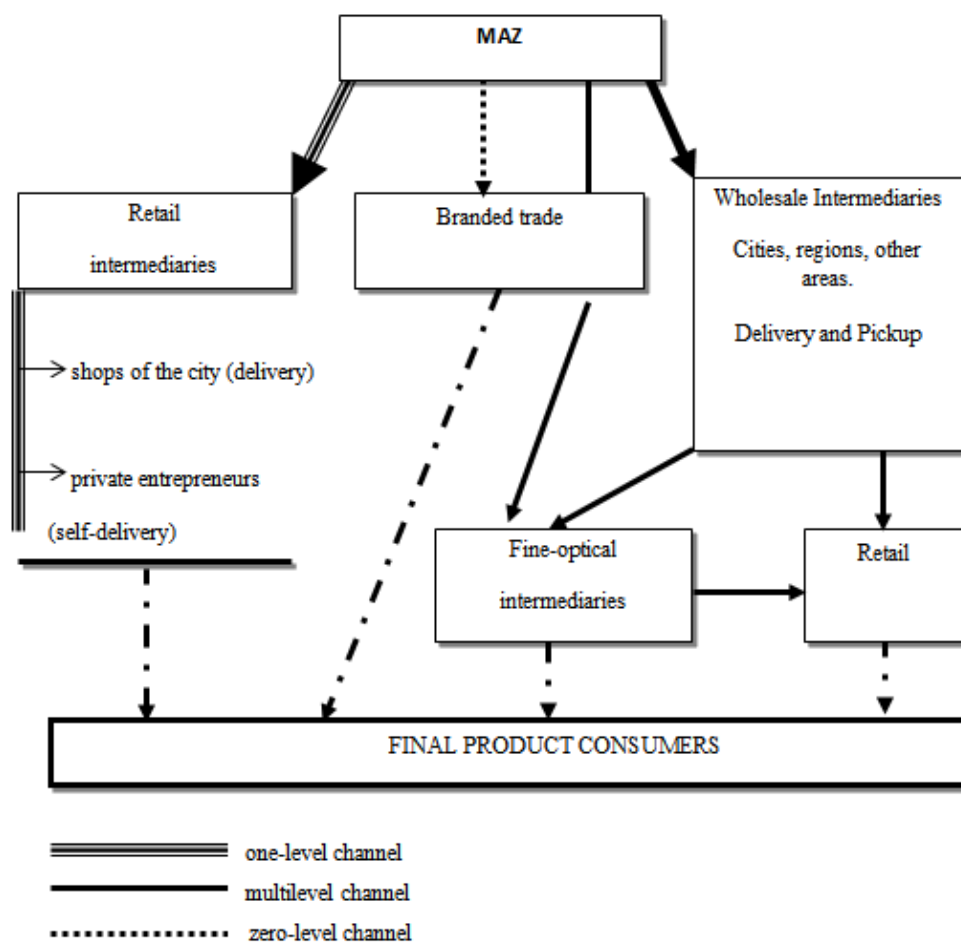 MAZ
Retail
intermediaries
Branded trade
Wholesale Intermediaries
Cities, regions, other
areas.
Delivery and Pickup
shops of the city (delivery)
private entrepreneurs
(self-delivery)
Fine-optical
intermediaries
Retail
FINAL PRODUCT CONSUMERS
one-level channel
multilevel channel
zero-level channel